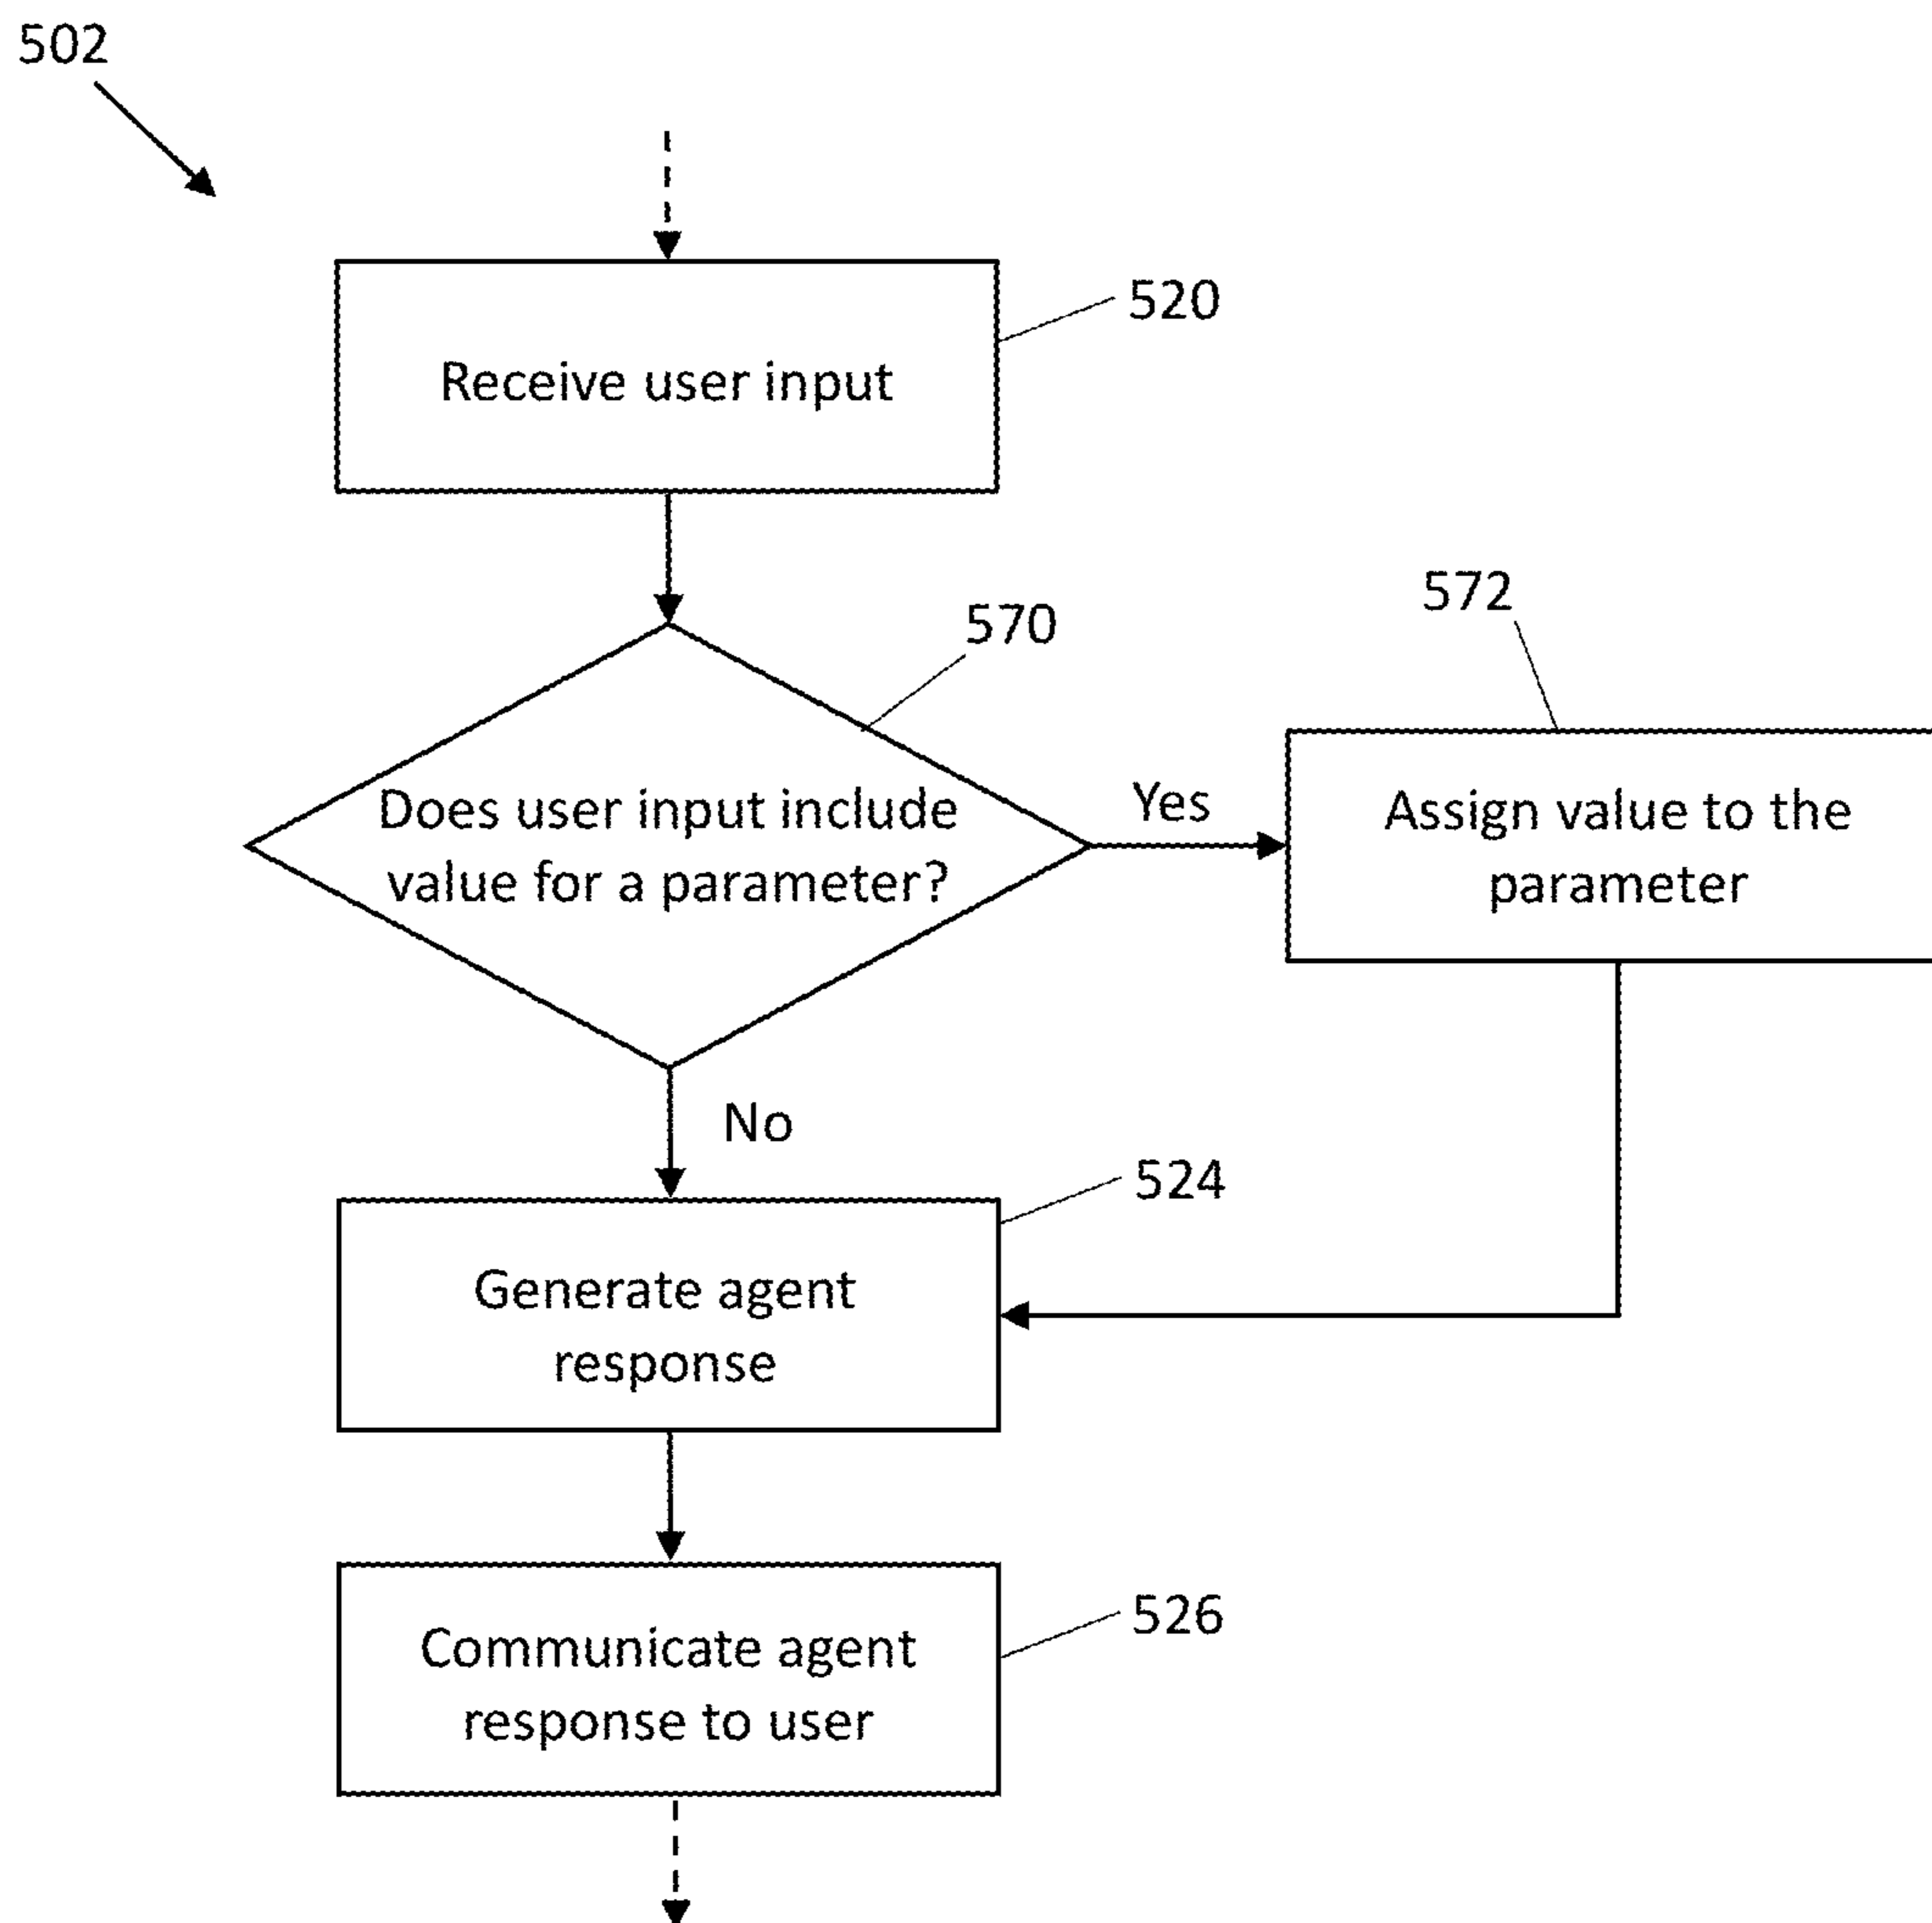 502
520
Receive user input
570
572
Does user input include
value for a parameter?
Yes
Assign value to the
parameter
No
524
Generate agent
response
526
Communicate agent
response to user